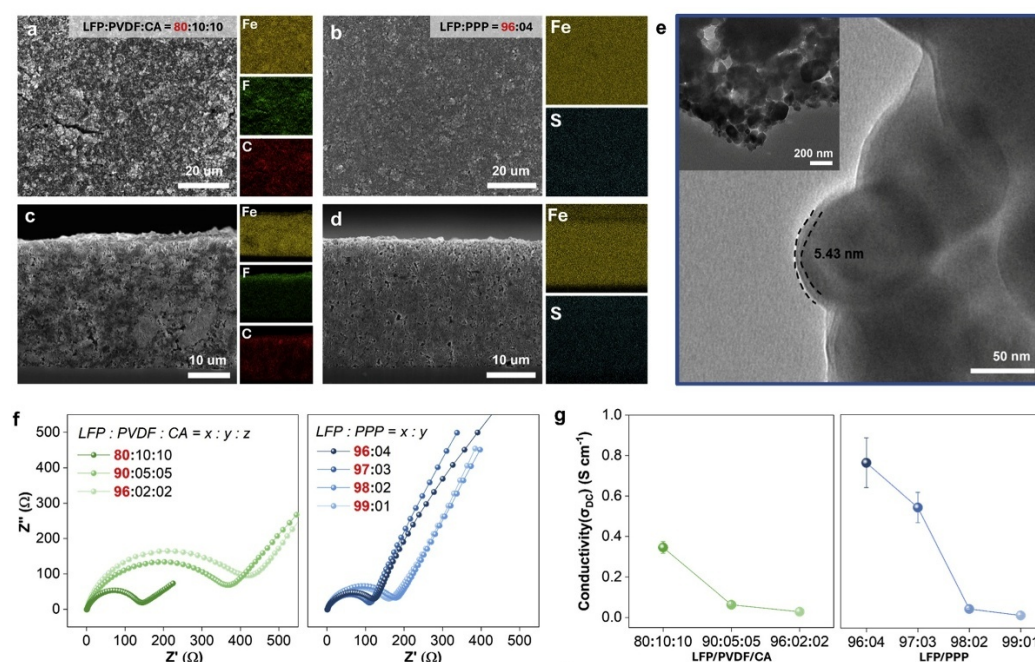 a
LFP:PVDF:CA = 80:10:10
20 um
Fe
F
C
b
LFP:PPP = 96:04
20 um
Fe
S
c
10 um
Fe
F
C
d
10 um
Fe
S
e
200 nm
5.43 nm
50 nm
f
LFP : PVDF : CA = x : y : z
80:10:10
90:05:05
96:02:02
Z'' (Ω)
500
400
300
200
100
0
0 100 200 300 400 500
Z' (Ω)
LFP : PPP = x : y
96:04
97:03
98:02
99:01
0 100 200 300 400 500
Z' (Ω)
g
Conductivity(σDC) (S cm⁻¹)
1.0
0.8
0.6
0.4
0.2
0.0
80:10:10 90:05:05 96:02:02
LFP/PVDF/CA
96:04 97:03 98:02 99:01
LFP/PPP